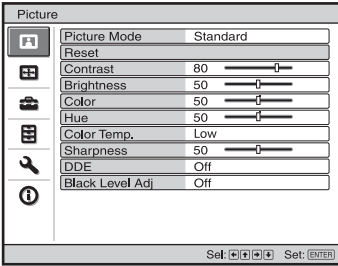 Picture
Picture Mode Standard
Reset
Contrast 80
Brightness 50
Color 50
Hue 50
Color Temp. Low
Sharpness 50
DDE Off
Black Level Adj Off
Sel: Set: ENTER